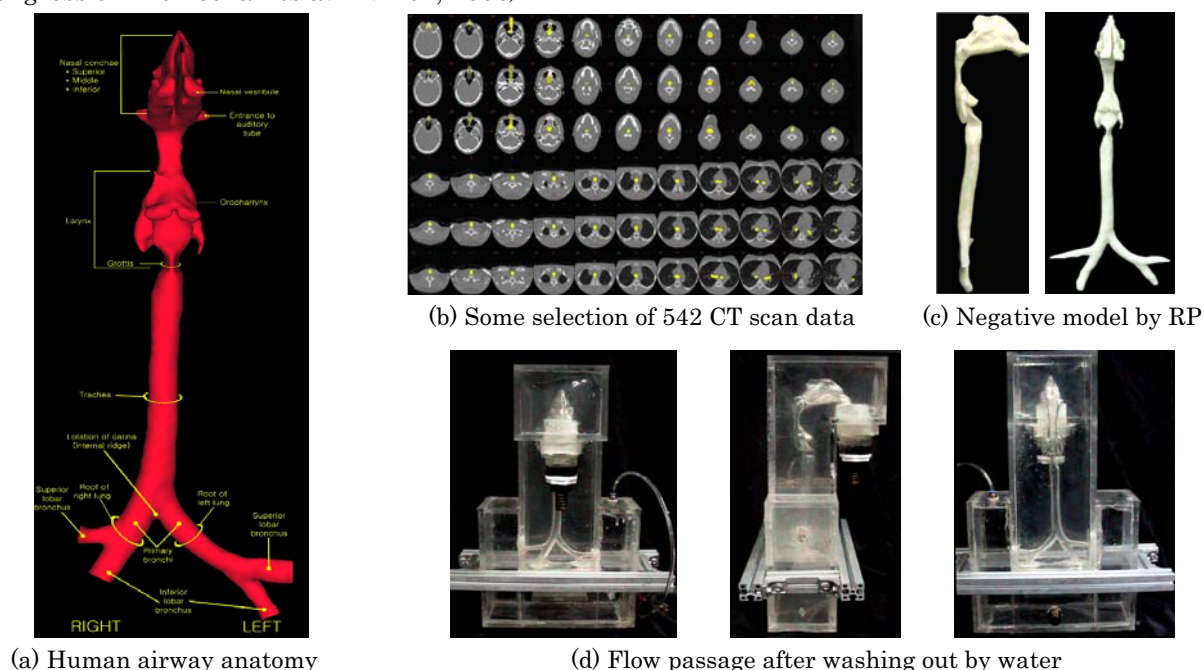 Nasal conchae
• Superior
• Middle
• Inferior
Nasal vestibule
Entrance to
auditory
tube
Larynx
Oropharrynx
Grottis
Trachea
Lotation of carina
(internal ridge)
Superior
lobar
bronchus
Root of
right lung
Root of
left lung
Superior
lobar
bronchus
Primary
bronchi
Inferior
lobar
bronchus
RIGHT
LEFT
(a) Human airway anatomy
(b) Some selection of 542 CT scan data
(c) Negative model by RP
(d) Flow passage after washing out by water